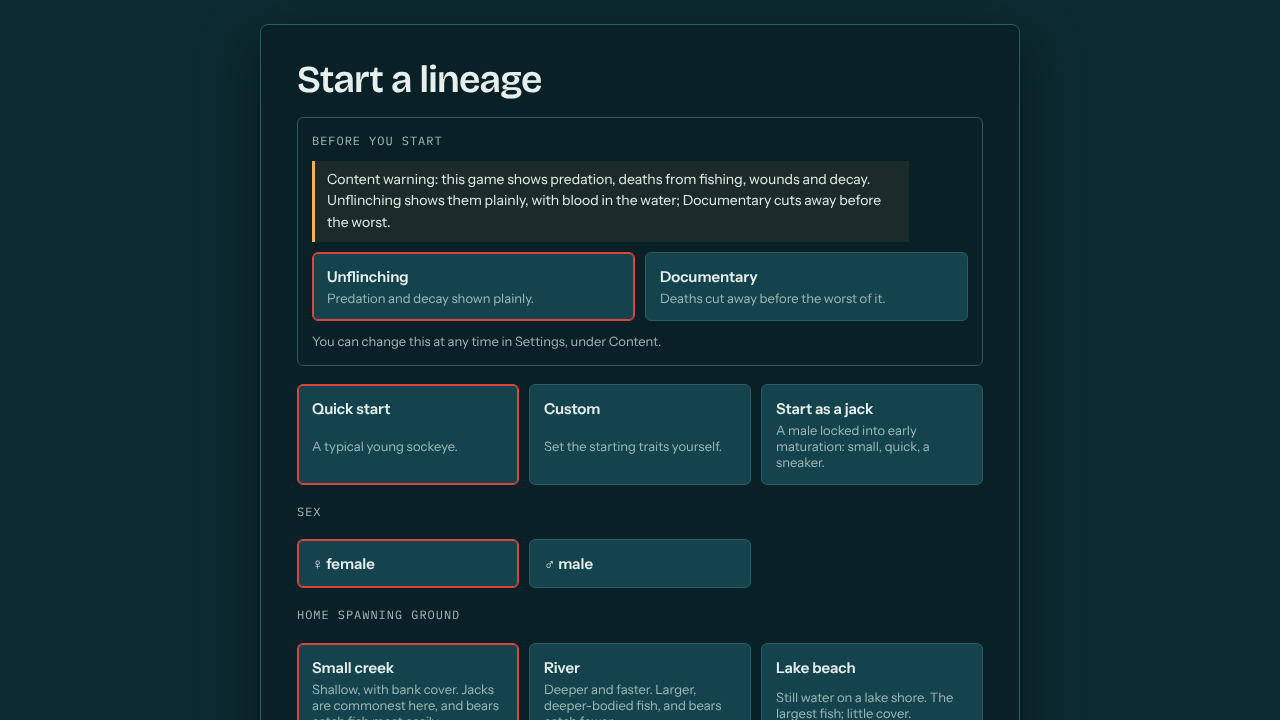 Start a lineage
BEFORE YOU START
Content warning: this game shows predation, deaths from fishing, wounds and decay.
Unflinching shows them plainly, with blood in the water; Documentary cuts away before
the worst.
Unflinching
Predation and decay shown plainly.
Documentary
Deaths cut away before the worst of it.
You can change this at any time in Settings, under Content.
Quick start
A typical young sockeye.
Custom
Set the starting traits yourself.
Start as a jack
A male locked into early
maturation: small, quick, a
sneaker.
SEX
♀ female
♂ male
HOME SPAWNING GROUND
Small creek
Shallow, with bank cover. Jacks
are commonest here, and bears
River
Deeper and faster. Larger,
deeper-bodied fish, and bears
Lake beach
Still water on a lake shore. The
largest fish; little cover.